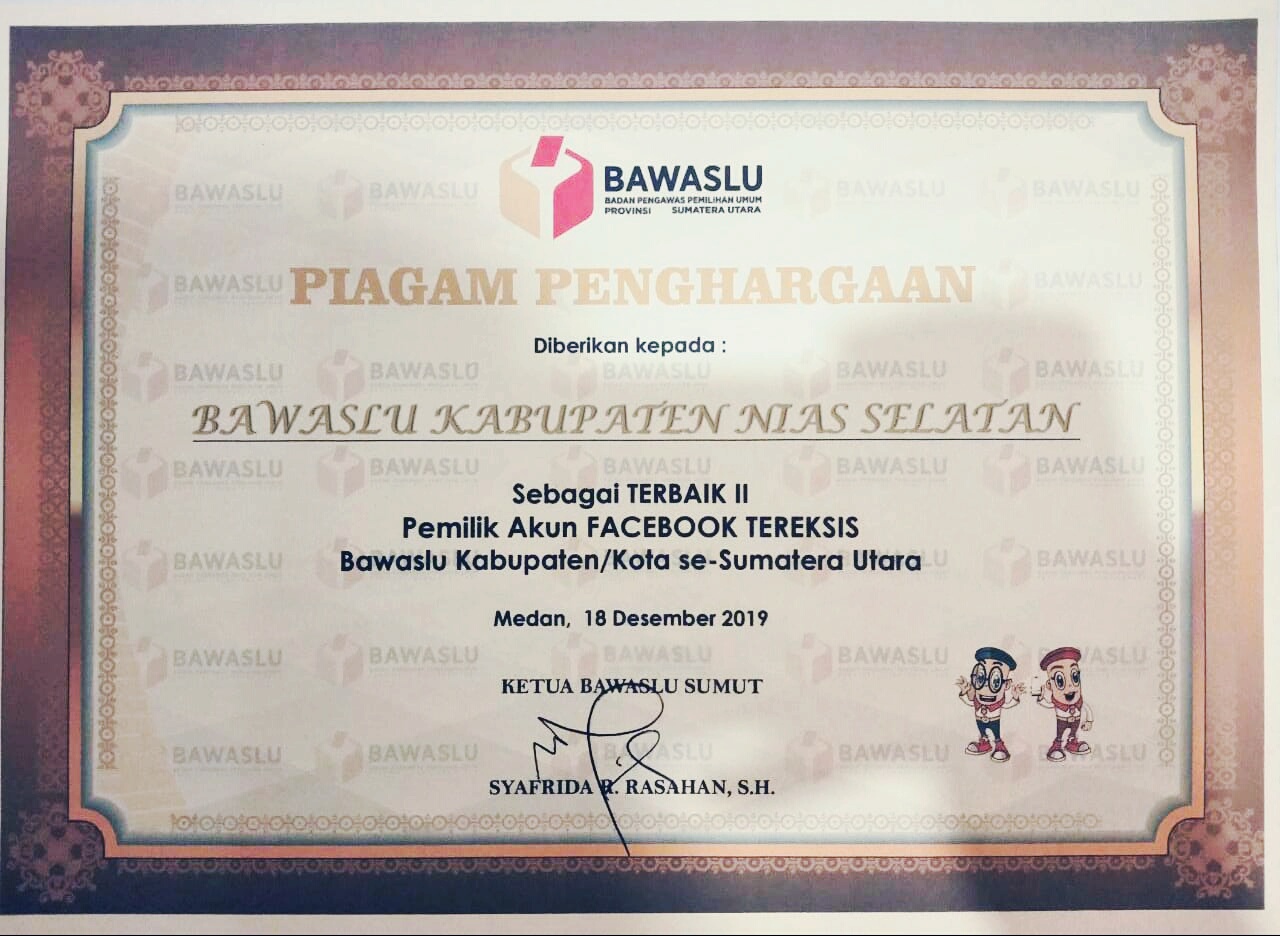 BAWASLU
BADAN PENGAWAS PEMILIHAN UMUM
PROVINSI SUMATERA UTARA
PIAGAM PENGHARGAAN
Diberikan kepada :
BAWASLU KABUPATEN NIAS SELATAN
Sebagai TERBAIK II
Pemilik Akun FACEBOOK TEREKSIS
Bawaslu Kabupaten/Kota se-Sumatera Utara
Medan, 18 Desember 2019
KETUA BAWASLU SUMUT
SYAFRIDA R. RASAHAN, S.H.